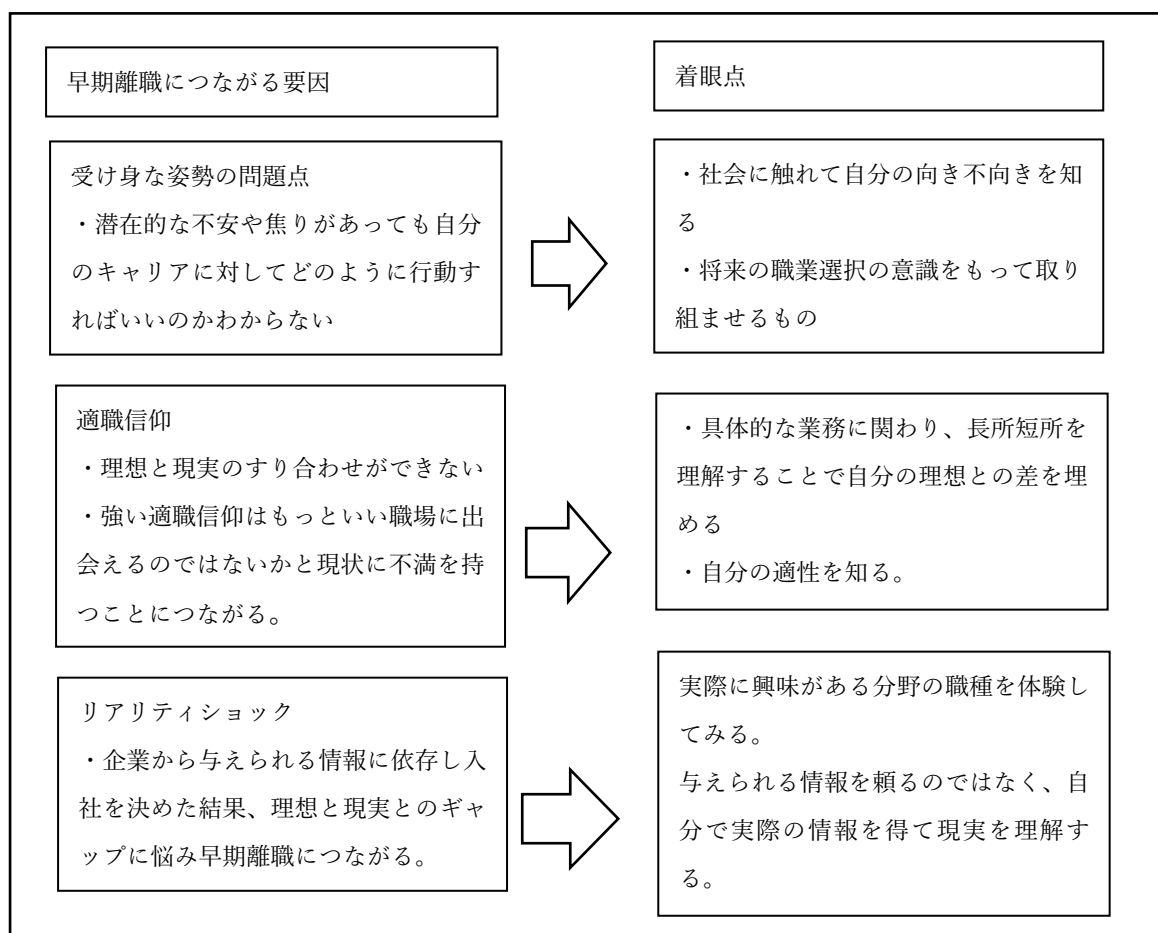 早期離職につながる要因
着眼点
受け身な姿勢の問題点
・潜在的な不安や焦りがあっても自分
のキャリアに対してどのように行動す
ればいいのかわからない
・社会に触れて自分の向き不向きを知
る
・将来の職業選択の意識をもって取り
組ませるもの
適職信仰
・理想と現実のすり合わせができない
・強い適職信仰はもっといい職場に出
会えるのではないかと現状に不満を持
つことにつながる。
・具体的な業務に関わり、長所短所を
理解することで自分の理想との差を埋
める
・自分の適性を知る。
リアリティショック
・企業から与えられる情報に依存し入
社を決めた結果、理想と現実とのギャ
ップに悩み早期離職につながる。
実際に興味がある分野の職種を体験し
てみる。
与えられる情報を頼るのではなく、自
分で実際の情報を得て現実を理解す
る。